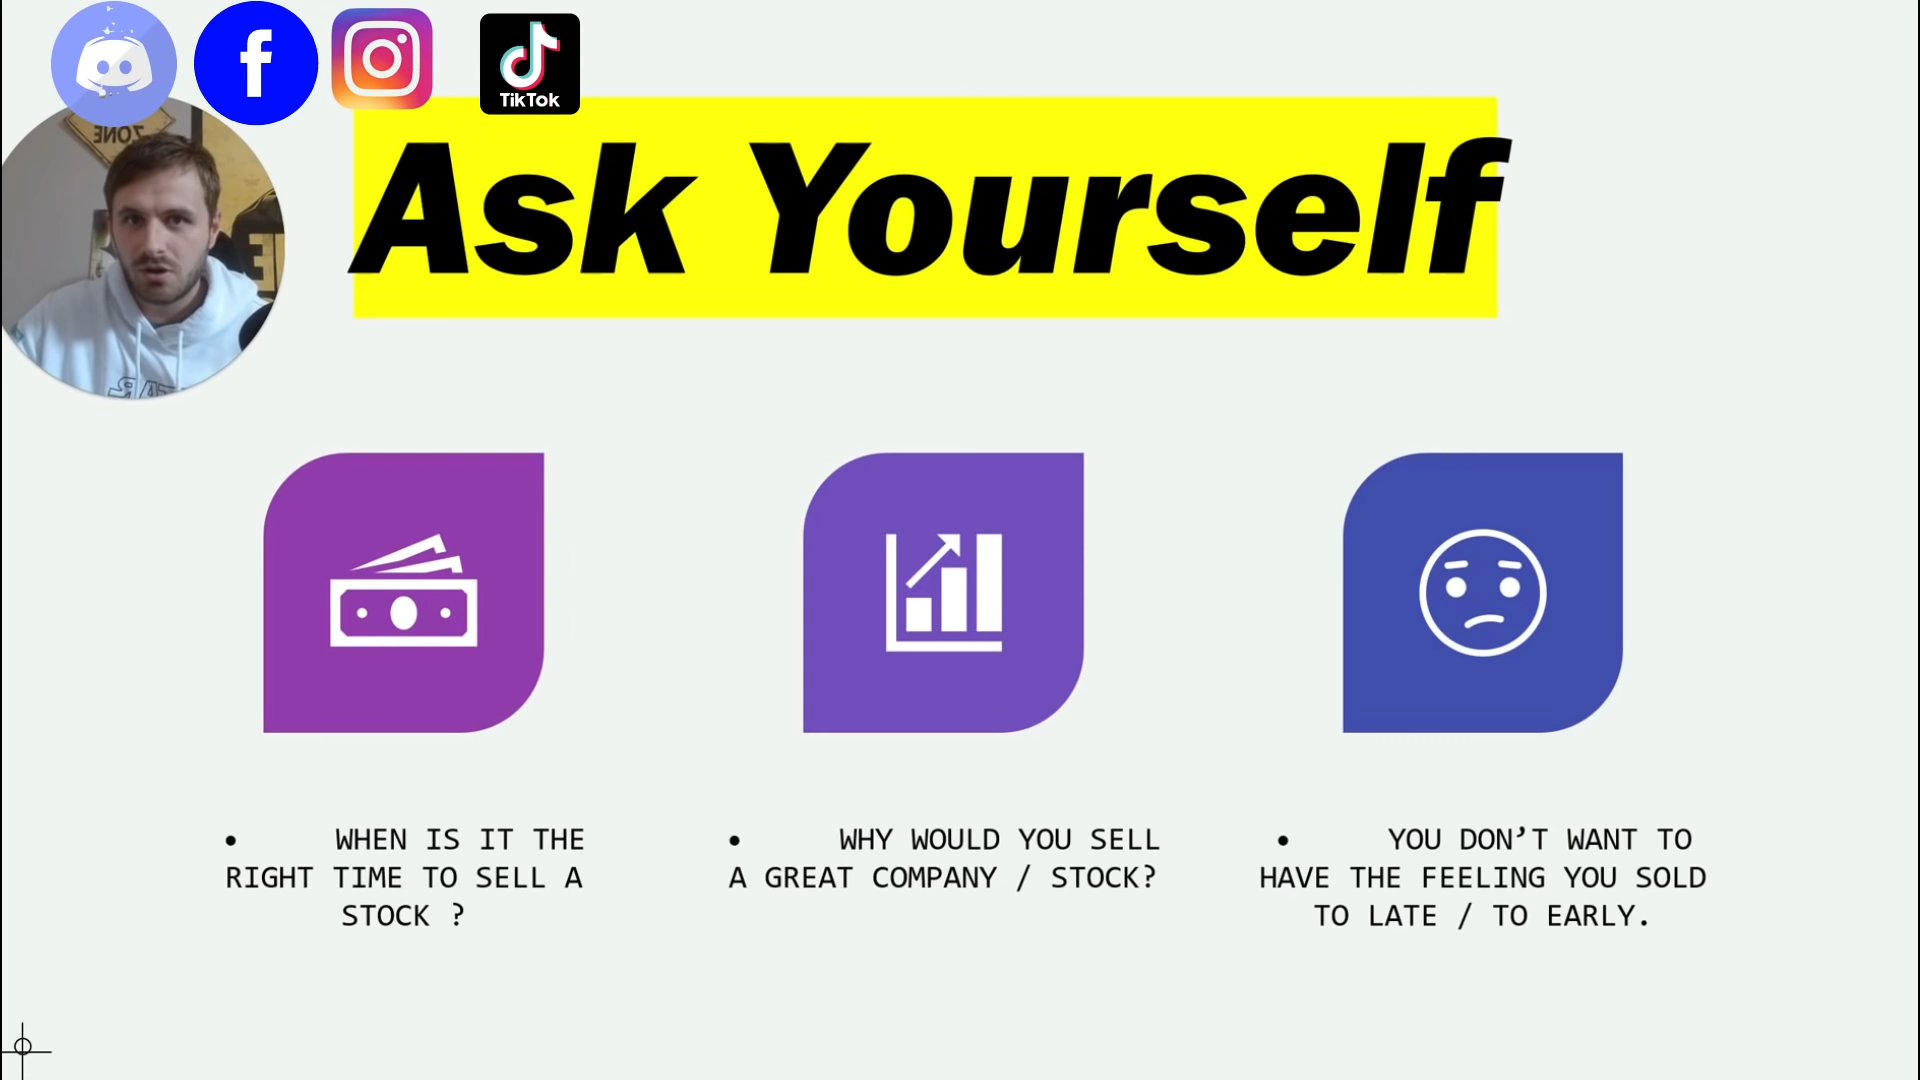 TikTok
ZONE
Ask Yourself
• WHEN IS IT THE
RIGHT TIME TO SELL A
STOCK ?
• WHY WOULD YOU SELL
A GREAT COMPANY / STOCK?
• YOU DON’T WANT TO
HAVE THE FEELING YOU SOLD
TO LATE / TO EARLY.